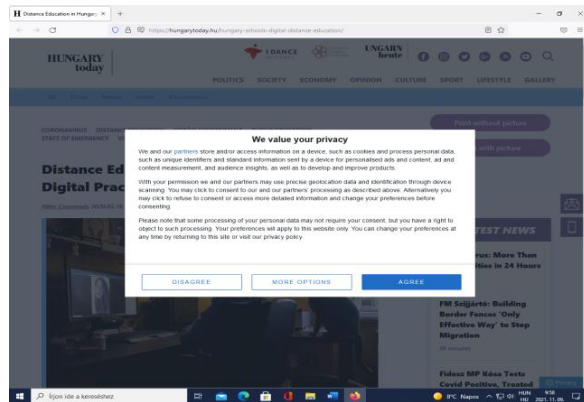 Distance Education in Hungary
https://hungarytoday.hu/hungary-schools-digital-distance-education/
HUNGARY
today
1 DANCE
UNGARN
heute
POLITICS SOCIETY ECONOMY OPINION CULTURE SPORT LIFESTYLE GALLERY
CORONAVIRUS
STATE OF EMERGENCY
Print without picture
with picture
Distance Ed
Digital Prac
We value your privacy
We and our partners store and/or access information on a device, such as cookies and process personal data,
such as unique identifiers and standard information sent by a device for personalised ads and content, ad and
content measurement, and audience insights, as well as to develop and improve products.
With your permission we and our partners may use precise geolocation data and identification through device
scanning. You may click to consent to our and our partners' processing as described above. Alternatively you
may click to refuse to consent or access more detailed information and change your preferences before
consenting.
Please note that some processing of your personal data may not require your consent, but you have a right to
object to such processing. Your preferences will apply to this website only. You can change your preferences at
any time by returning to this site or visit our privacy policy.
DISAGREE MORE OPTIONS AGREE
TEST NEWS
rus: More Than
ities in 24 Hours
FM Szijjártó: Building
Border Fences 'Only
Effective Way' to Stop
Migration
Fidesz MP Kósa Tests
Covid Positive, Treated
Privacy
Írjon ide a kereséshez
8°C Napos
HUN
HU
9:58
2021. 11. 09.